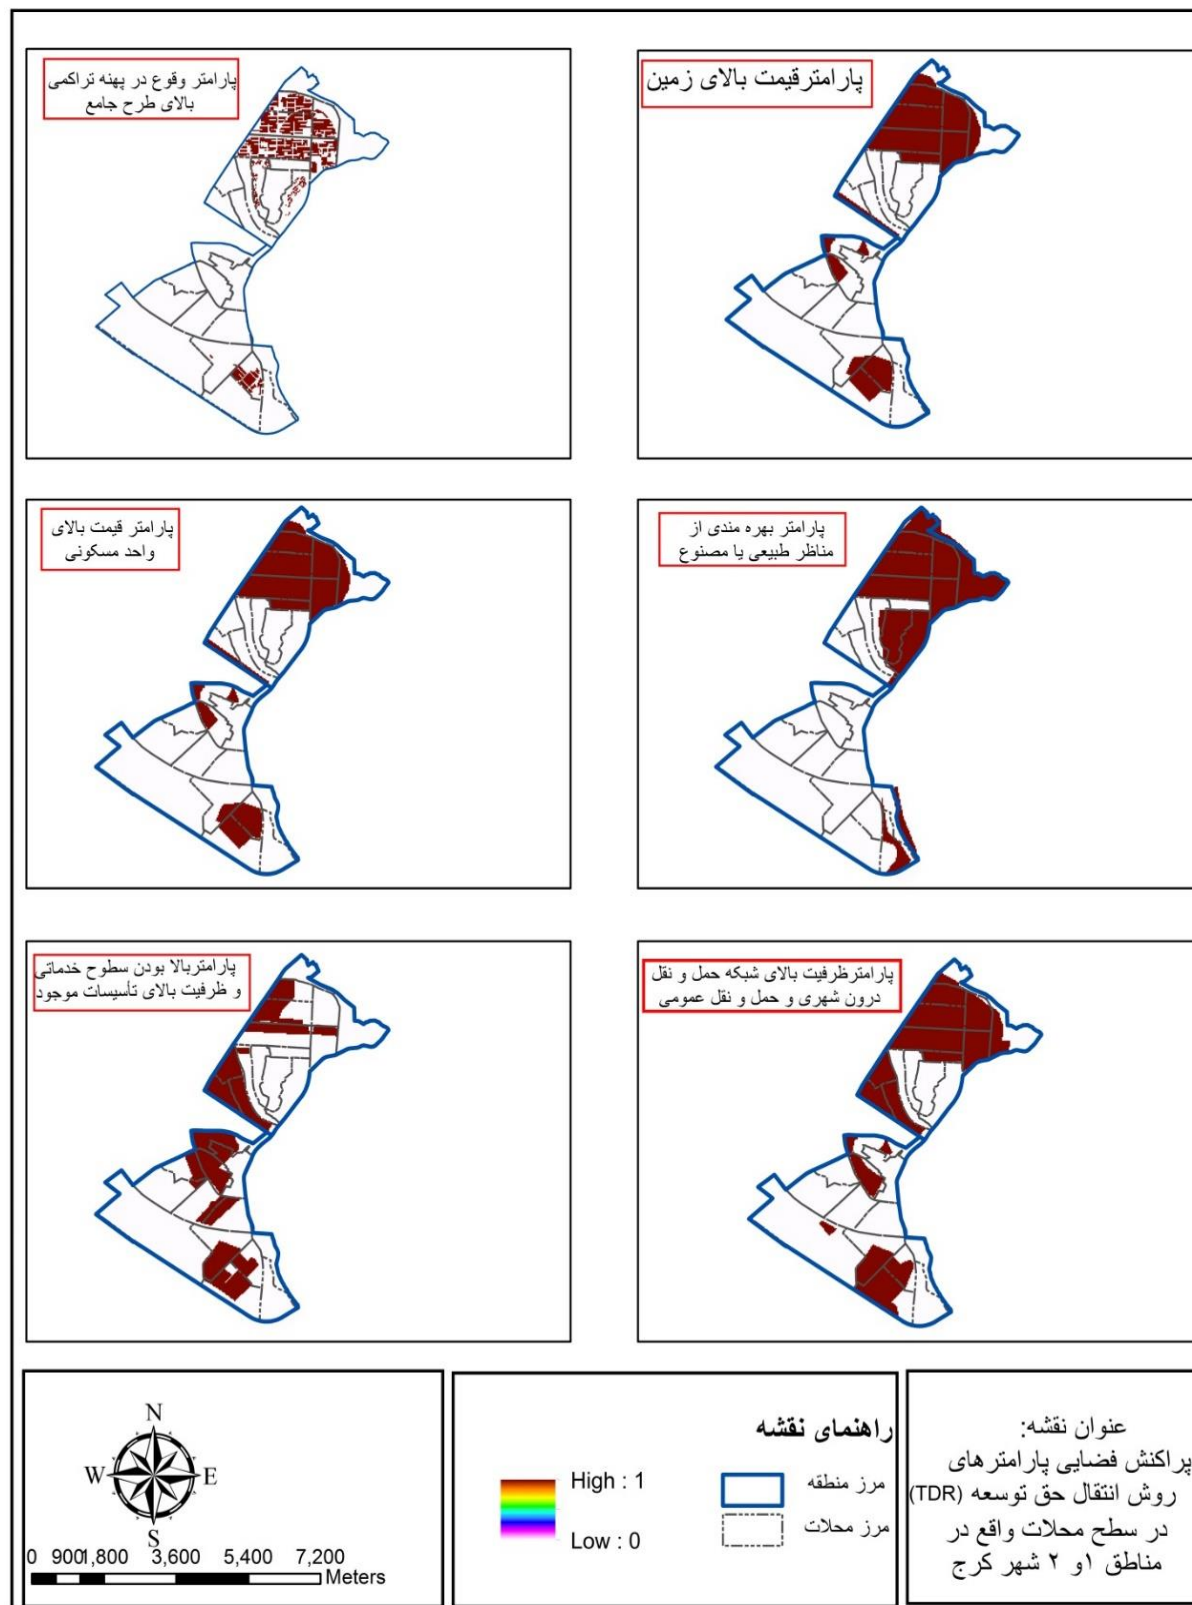 پارامترقیمت بالای زمین
پارامتر وقوع در پهنه تراکمی
بالای طرح جامع
پارامتر بهره مندی از
مناظر طبیعی یا مصنوع
پارامتر قیمت بالای
واحد مسکونی
پارامترظرفیت بالای شبکه حمل و نقل
درون شهری و حمل و نقل عمومی
پارامتربالا بودن سطوح خدماتی
و ظرفیت بالای تأسیسات موجود
عنوان نقشه:
پراکنش فضایی پارامترهای
روش انتقال حق توسعه (TDR)
در سطح محلات واقع در
مناطق ۱و ۲ شهر کرج
راهنمای نقشه
مرز منطقه
مرز محلات
High : 1
Low : 0
N
W E
S
0 9001,800 3,600 5,400 7,200
Meters